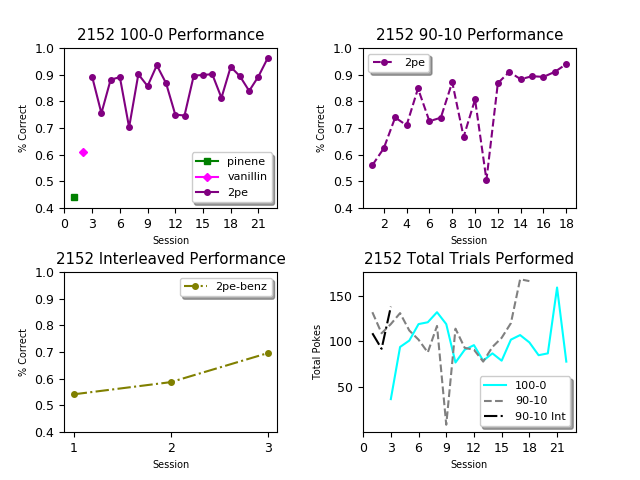 2152 100-0 Performance
% Correct
1.0
0.9
0.8
0.7
0.6
0.5
0.4
pinene
vanillin
2pe
0 3 6 9 12 15 18 21
Session
2152 90-10 Performance
% Correct
1.0
0.9
0.8
0.7
0.6
0.5
0.4
2pe
2 4 6 8 10 12 14 16 18
Session
2152 Interleaved Performance
% Correct
1.0
0.9
0.8
0.7
0.6
0.5
0.4
2pe-benz
1 2 3
Session
2152 Total Trials Performed
Total Pokes
150
100
50
100-0
90-10
90-10 Int
0 3 6 9 12 15 18 21
Session